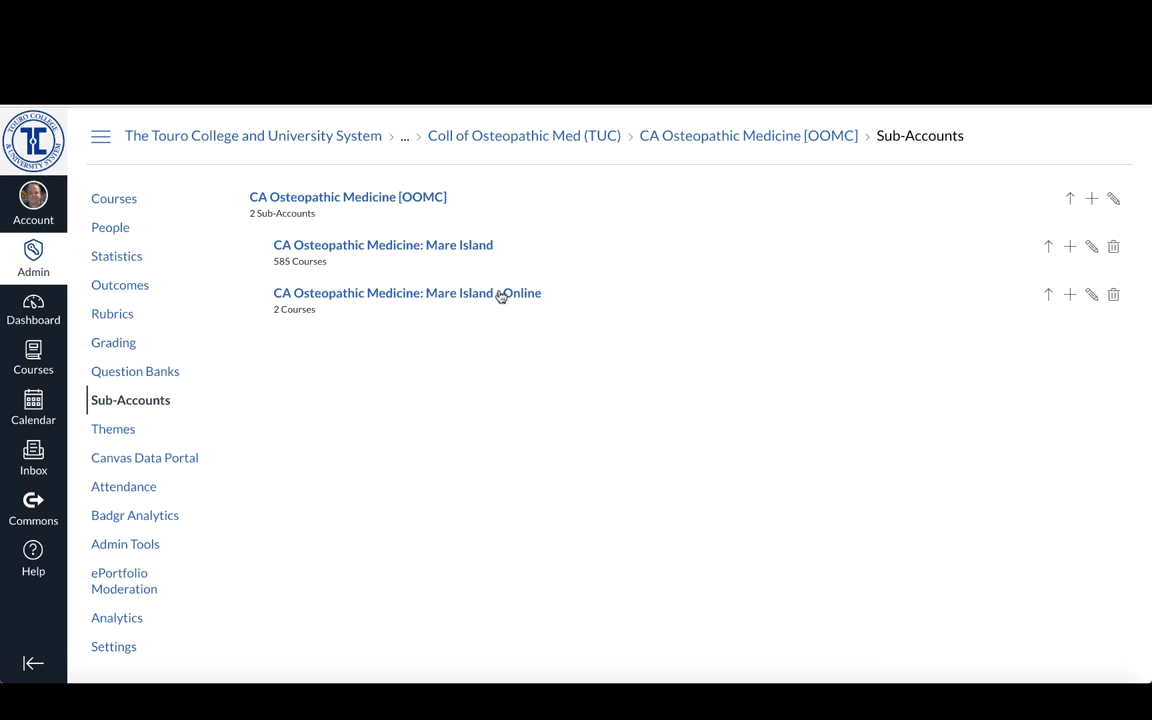 The Touro College and University System > ... > Coll of Osteopathic Med (TUC) > CA Osteopathic Medicine [OOMC] > Sub-Accounts
Account
Admin
Dashboard
Courses
Calendar
Inbox
Commons
Help
Courses
People
Statistics
Outcomes
Rubrics
Grading
Question Banks
Sub-Accounts
Themes
Canvas Data Portal
Attendance
Badgr Analytics
Admin Tools
ePortfolio
Moderation
Analytics
Settings
CA Osteopathic Medicine [OOMC]
2 Sub-Accounts
CA Osteopathic Medicine: Mare Island
585 Courses
CA Osteopathic Medicine: Mare Island Online
2 Courses